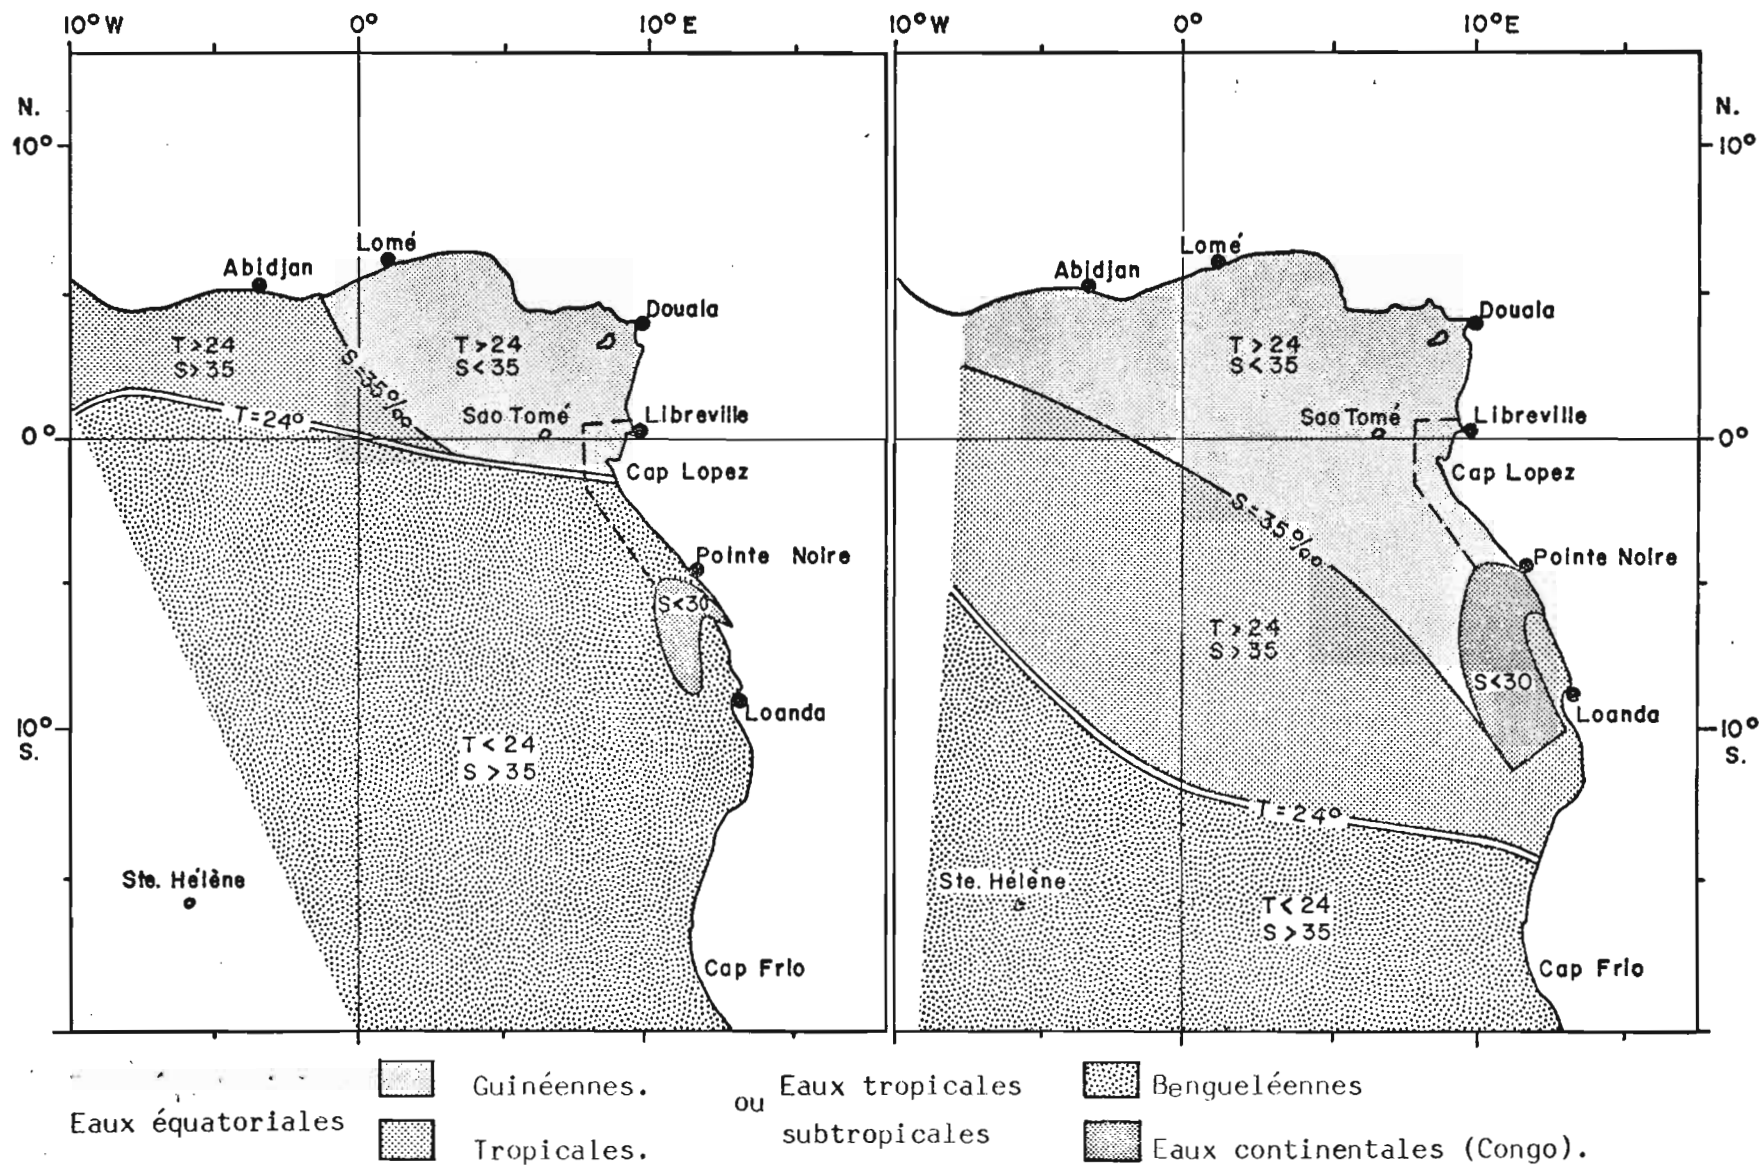 10°W 0° 10°E
10°W 0° 10°E
N.
10°
0°
10°
S.
Abidjan
Lomé
Douala
T>24
S>35
S=35‰
T>24
S<35
T=24°
Sao Tomé
Libreville
Cap Lopez
Pointe Noire
S<30
Loanda
T<24
S>35
Ste. Hélène
Cap Frio
N.
10°
0°
10°
S.
Abidjan
Lomé
Douala
T>24
S<35
Sao Tomé
Libreville
Cap Lopez
S=35‰
Pointe Noire
T>24
S>35
S<30
Loanda
T=24°
Ste. Hélène
T<24
S>35
Cap Frio
Eaux équatoriales
Guinéennes.
Tropicales.
ou
Eaux tropicales
subtropicales
Bengueléennes
Eaux continentales (Congo).